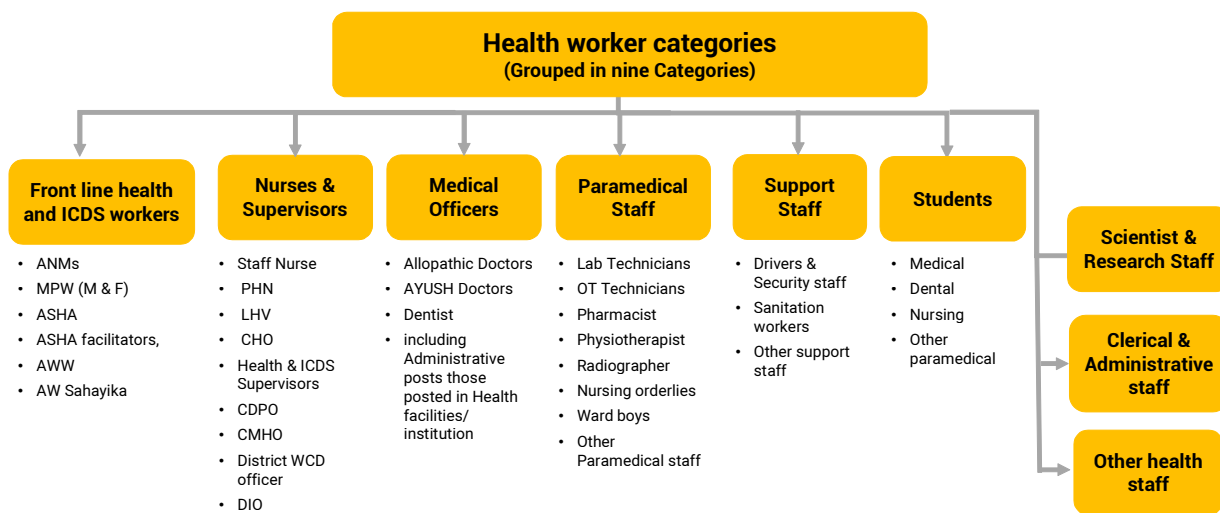 Health worker categories
(Grouped in nine Categories)
Front line health
and ICDS workers
• ANMs
• MPW (M & F)
• ASHA
• ASHA facilitators,
• AWW
• AW Sahayika
Nurses &
Supervisors
• Staff Nurse
• PHN
• LHV
• CHO
• Health & ICDS
Supervisors
• CDPO
• CMHO
• District WCD
officer
• DIO
Medical
Officers
• Allopathic Doctors
• AYUSH Doctors
• Dentist
• including
Administrative
posts those
posted in Health
facilities/
institution
Paramedical
Staff
• Lab Technicians
• OT Technicians
• Pharmacist
• Physiotherapist
• Radiographer
• Nursing orderlies
• Ward boys
• Other
Paramedical staff
Support
Staff
• Drivers &
Security staff
• Sanitation
workers
• Other support
staff
Students
• Medical
• Dental
• Nursing
• Other
paramedical
Scientist &
Research Staff
Clerical &
Administrative
staff
Other health
staff